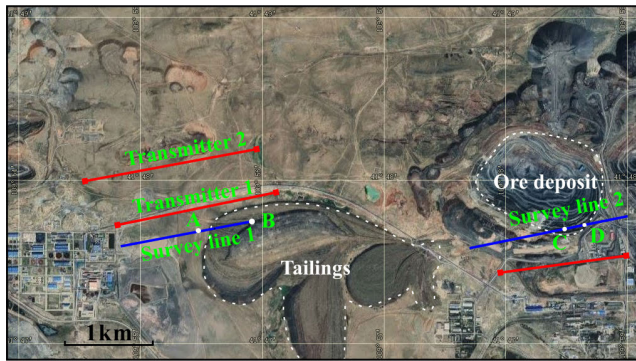 Transmitter 2
Transmitter 1
A
B
Survey line 1
Ore deposit
Survey line 2
C
D
Tailings
1km